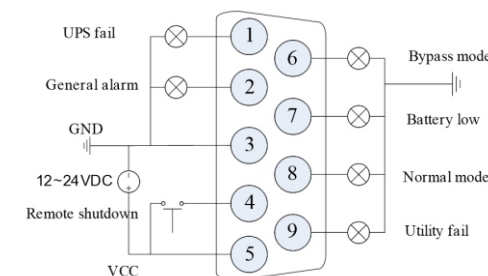 UPS fail
1
6
Bypass mode
General alarm
2
7
Battery low
GND
3
12~24VDC
8
Normal mode
Remote shutdown
4
9
Utility fail
5
VCC